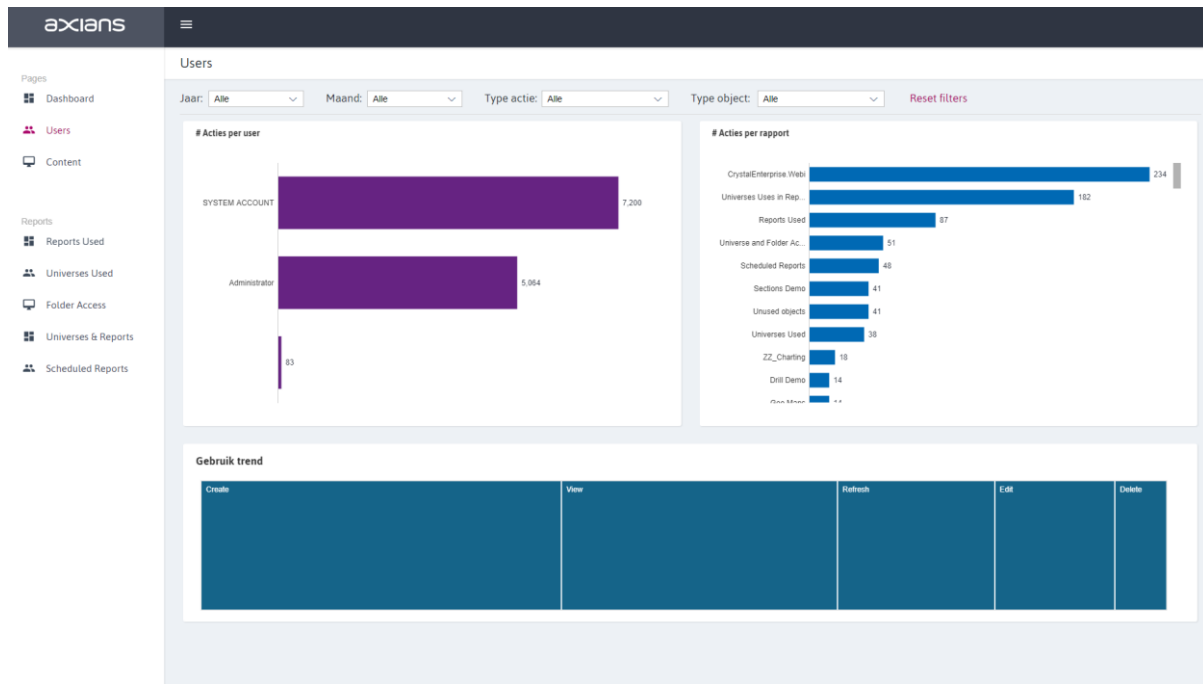 axians
Users
Pages
Dashboard
Users
Content
Reports
Reports Used
Universes Used
Folder Access
Universes & Reports
Scheduled Reports
Jaar: Alle Maand: Alle Type actie: Alle Type object: Alle Reset filters
# Acties per user
SYSTEM ACCOUNT 7,200
Administrator 5,064
83
# Acties per rapport
CrystalEnterprise.Webi 234
Universes Uses in Rep... 182
Reports Used 87
Universe and Folder Ac... 51
Scheduled Reports 48
Sections Demo 41
Unused objects 41
Universes Used 38
ZZ_Charting 18
Drill Demo 14
Geo Maps 14
Gebruik trend
Create View Refresh Edit Delete